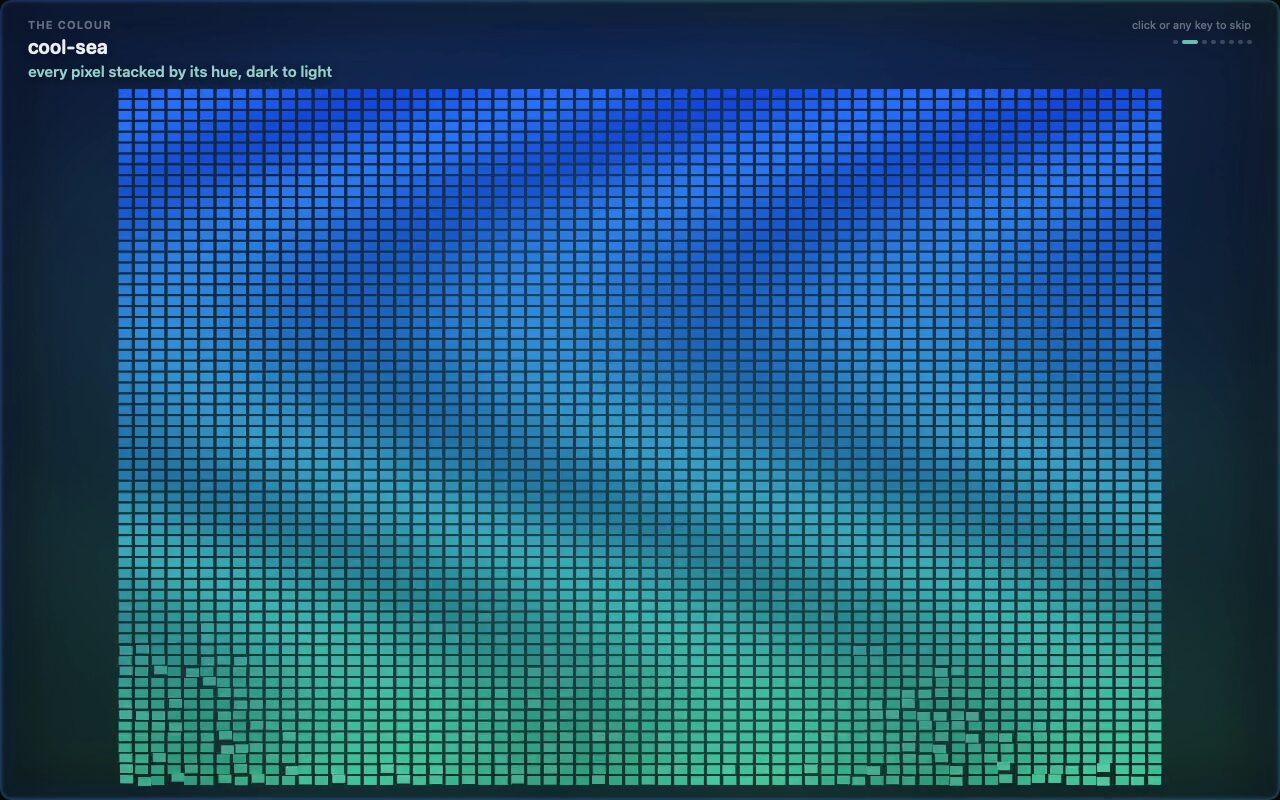 THE COLOUR
cool-sea
every pixel stacked by its hue, dark to light
click or any key to skip